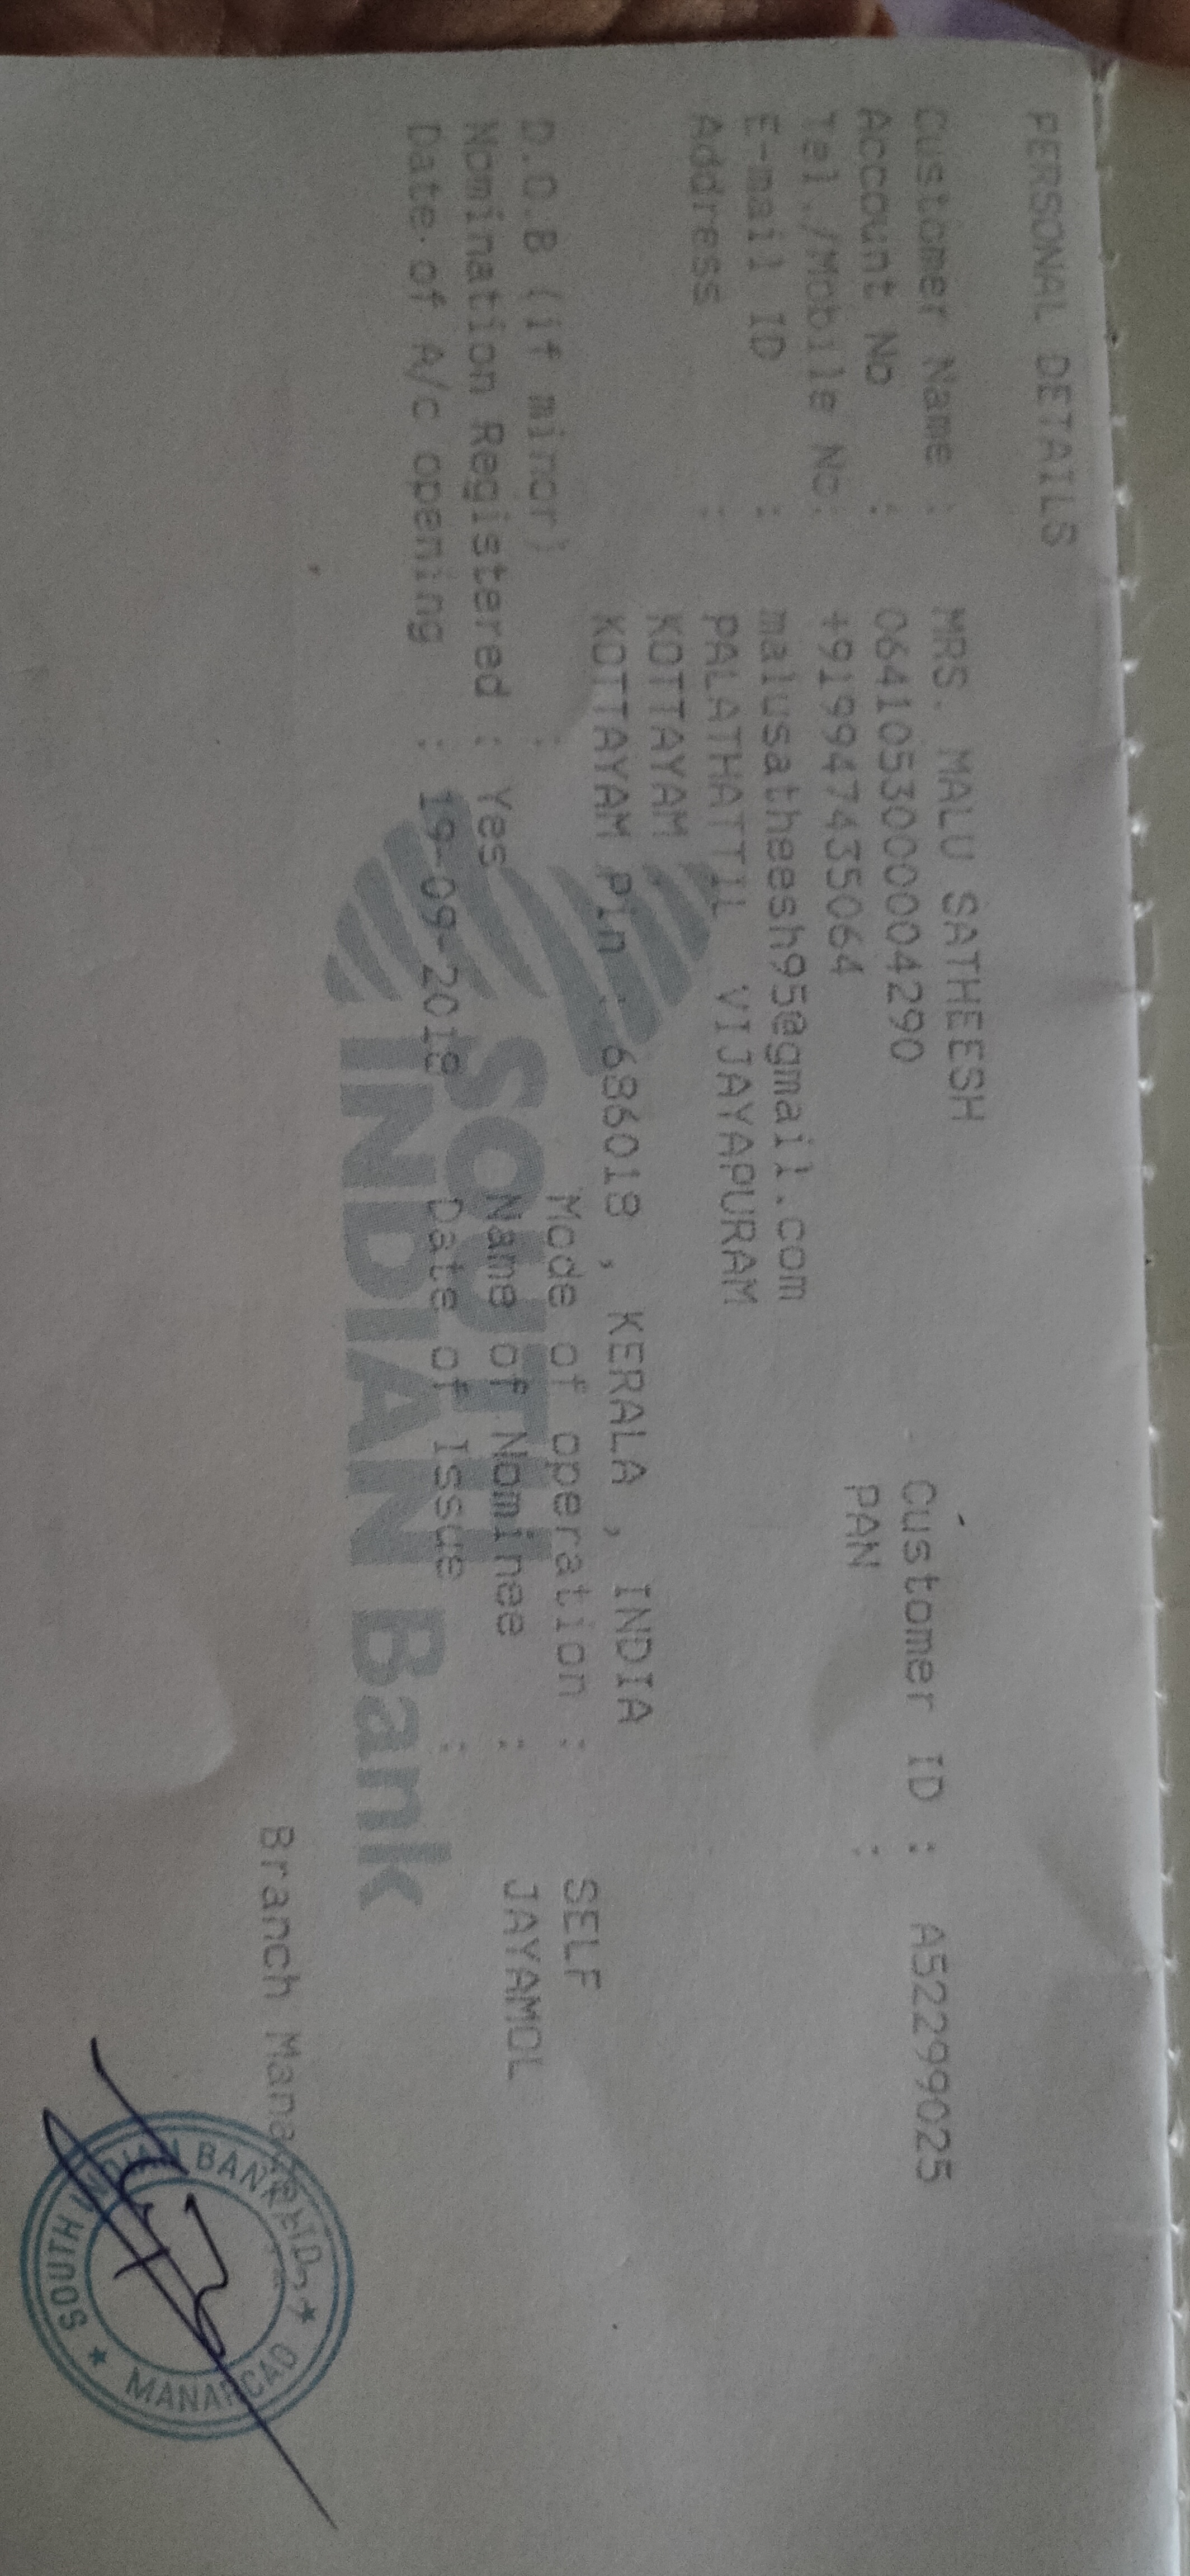 PERSONAL DETAILS
Customer Name : MRS. MALU SATHEESH
Account No : 0641053000004290 Customer ID : A52299025
Tel./Mobile No: +919947435064 PAN :
E-mail ID : malusatheesh95@gmail.com
Address : PALATHATTIL VIJAYAPURAM
KOTTAYAM
KOTTAYAM Pin : 686018 , KERALA , INDIA
D.O.B (if minor) : Mode of operation : SELF
Nomination Registered : Yes Name of Nominee : JAYAMOL
Date of A/c opening : 19-09-2018 Date of Issue :
SOUTH
INDIAN Bank
Branch Manager
SOUTH INDIAN BANK LTD. ★ MANARCAD ★